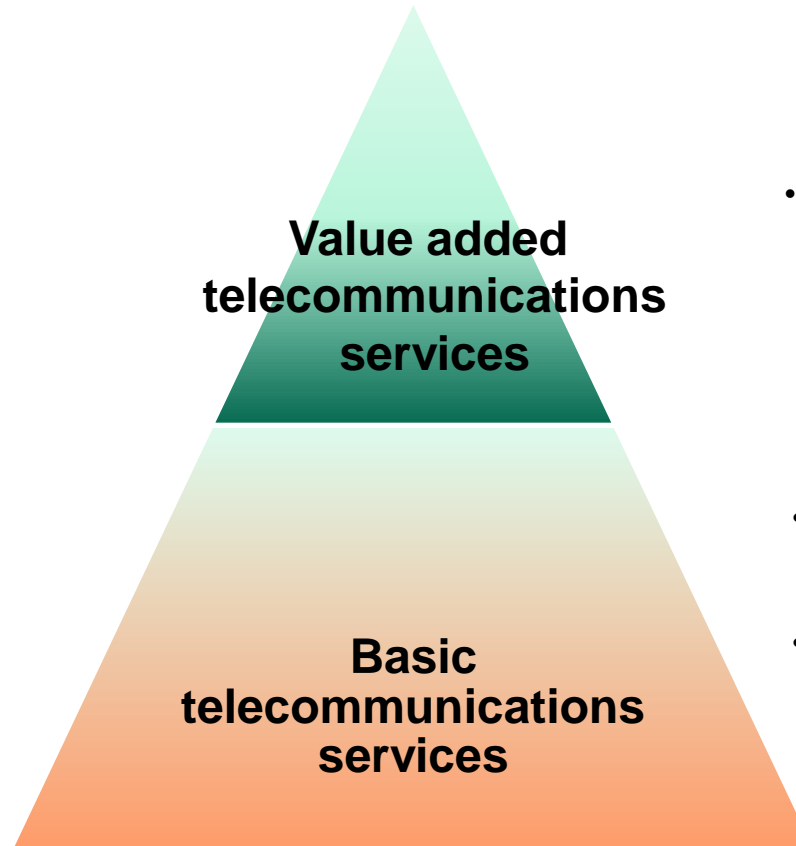 Value added
telecommunications
services
Basic
telecommunications
services